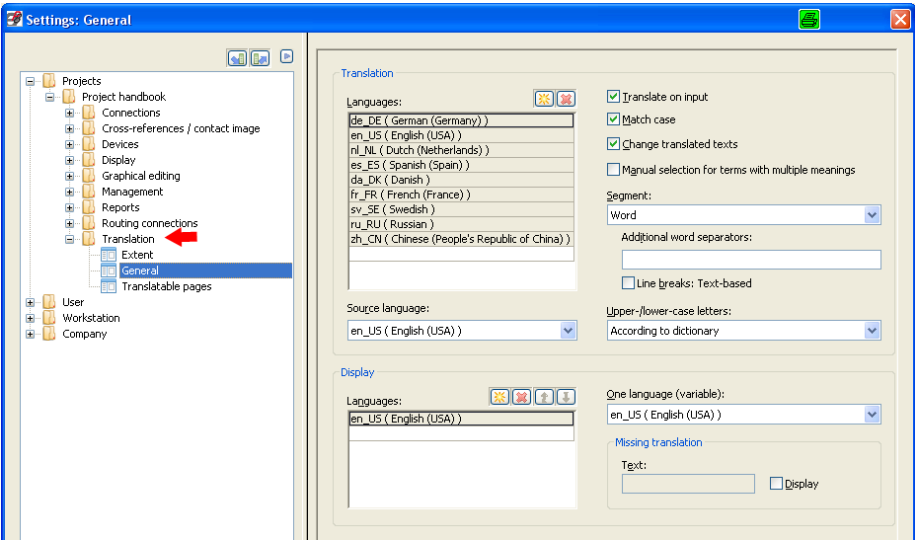 Settings: General
Projects
Project handbook
Connections
Cross-references / contact image
Devices
Display
Graphical editing
Management
Reports
Routing connections
Translation
Extent
General
Translatable pages
User
Workstation
Company
Translation
Languages:
de_DE ( German (Germany) )
en_US ( English (USA) )
nl_NL ( Dutch (Netherlands) )
es_ES ( Spanish (Spain) )
da_DK ( Danish )
fr_FR ( French (France) )
sv_SE ( Swedish )
ru_RU ( Russian )
zh_CN ( Chinese (People's Republic of China) )
Source language:
en_US ( English (USA) )
Translate on input
Match case
Change translated texts
Manual selection for terms with multiple meanings
Segment:
Word
Additional word separators:
Line breaks: Text-based
Upper-/lower-case letters:
According to dictionary
Display
Languages:
en_US ( English (USA) )
One language (variable):
en_US ( English (USA) )
Missing translation
Text:
Display